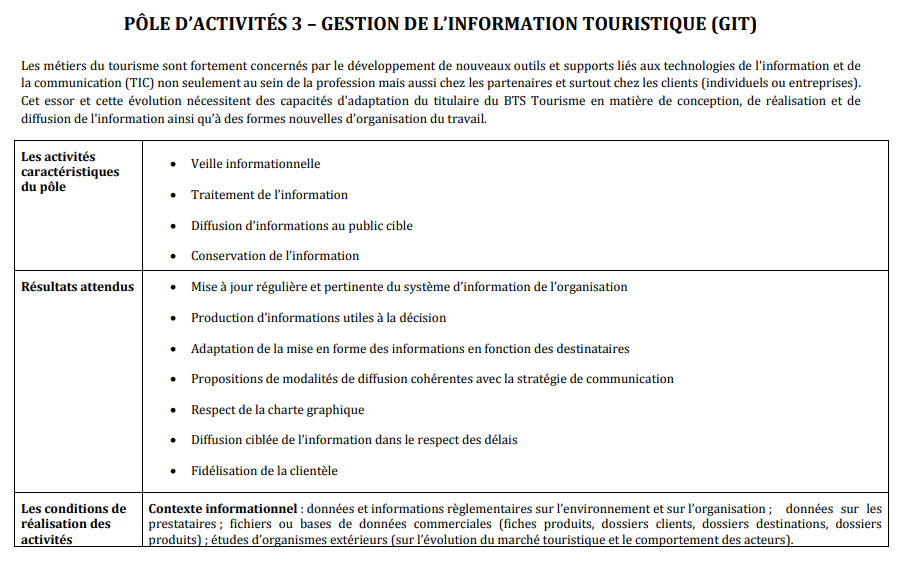 PÔLE D’ACTIVITÉS 3 – GESTION DE L’INFORMATION TOURISTIQUE (GIT)
Les métiers du tourisme sont fortement concernés par le développement de nouveaux outils et supports liés aux technologies de l'information et de
la communication (TIC) non seulement au sein de la profession mais aussi chez les partenaires et surtout chez les clients (individuels ou entreprises).
Cet essor et cette évolution nécessitent des capacités d'adaptation du titulaire du BTS Tourisme en matière de conception, de réalisation et de
diffusion de l'information ainsi qu’à des formes nouvelles d’organisation du travail.
Les activités
caractéristiques
du pôle
• Veille informationnelle
• Traitement de l’information
• Diffusion d’informations au public cible
• Conservation de l’information
Résultats attendus
• Mise à jour régulière et pertinente du système d’information de l’organisation
• Production d’informations utiles à la décision
• Adaptation de la mise en forme des informations en fonction des destinataires
• Propositions de modalités de diffusion cohérentes avec la stratégie de communication
• Respect de la charte graphique
• Diffusion ciblée de l’information dans le respect des délais
• Fidélisation de la clientèle
Les conditions de
réalisation des
activités
Contexte informationnel : données et informations règlementaires sur l’environnement et sur l’organisation ; données sur les
prestataires ; fichiers ou bases de données commerciales (fiches produits, dossiers clients, dossiers destinations, dossiers
produits) ; études d’organismes extérieurs (sur l’évolution du marché touristique et le comportement des acteurs).